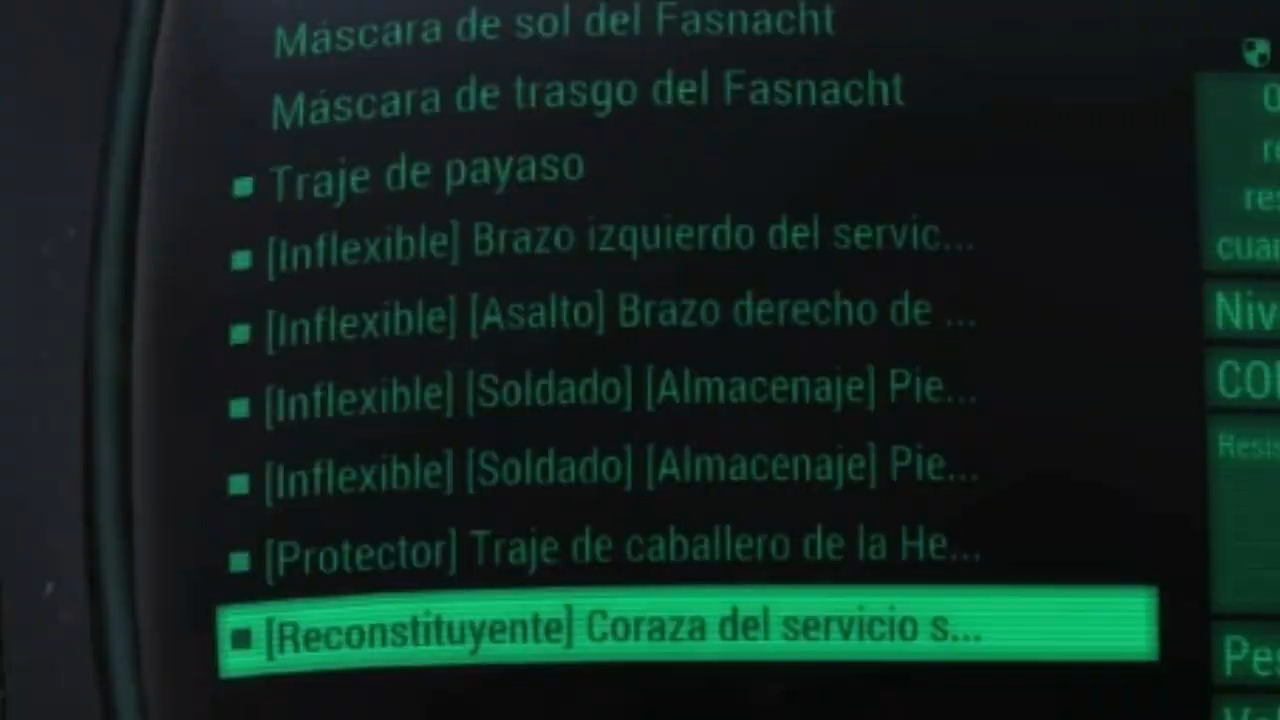 Máscara de sol del Fasnacht
Máscara de trasgo del Fasnacht
Traje de payaso
[Inflexible] Brazo izquierdo del servic...
[Inflexible] [Asalto] Brazo derecho de ...
[Inflexible] [Soldado] [Almacenaje] Pie...
[Inflexible] [Soldado] [Almacenaje] Pie...
[Protector] Traje de caballero de la He...
[Reconstituyente] Coraza del servicio s...